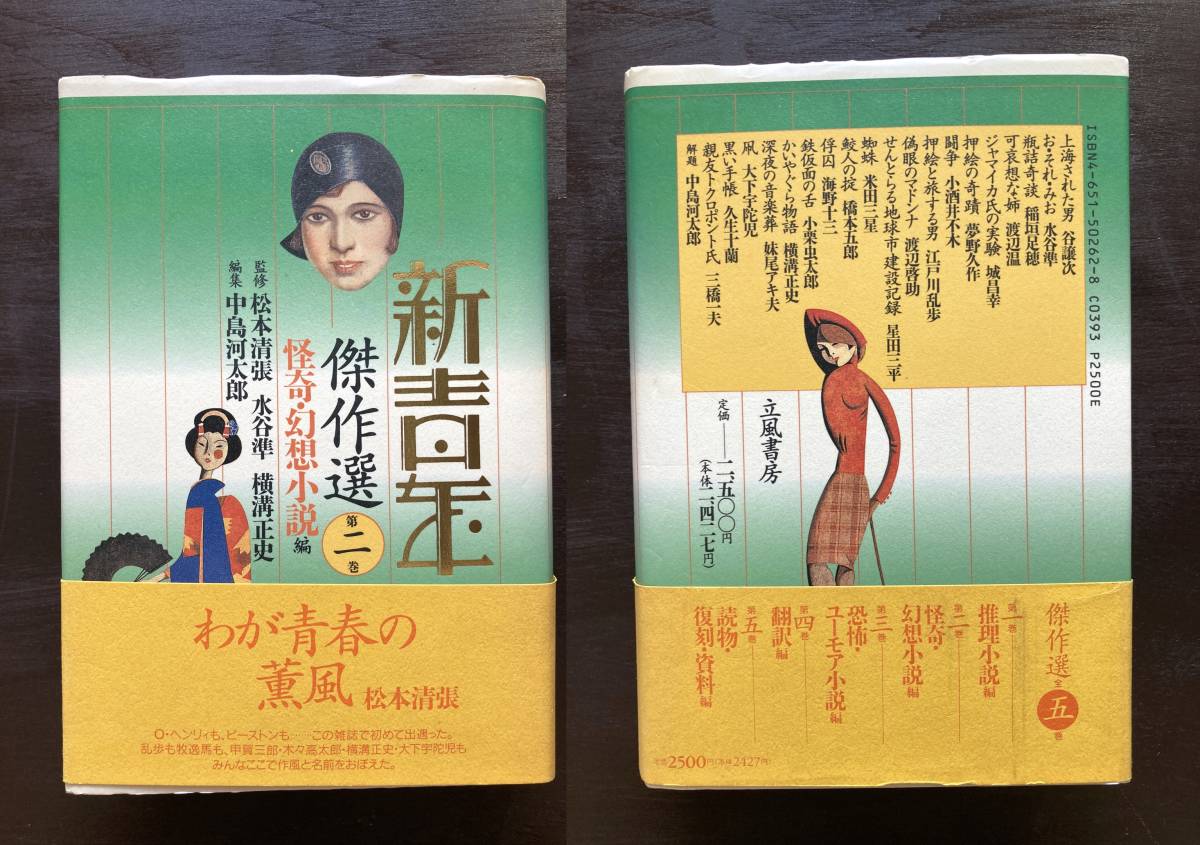 新青年
傑作選
第二巻
怪奇・幻想小説編
監修 松本清張 水谷準 横溝正史
編集 中島河太郎
わが青春の
薫風 松本清張
O・ヘンリィも、ビーストンも……この雑誌で初めて出遇った。
乱歩も牧逸馬も、甲賀三郎・木々高太郎・横溝正史・大下宇陀児も
みんなここで作風と名前をおぼえた。
上海された男 谷譲次
お・それ・みお 水谷準
瓶詰奇談 稲垣足穂
可哀想な姉 渡辺温
ジャマイカ氏の実験 城昌幸
押絵の奇蹟 夢野久作
闘争 小酒井不木
押絵と旅する男 江戸川乱歩
偽眼のマドンナ 渡辺啓助
せんとらる地球市建設記録 星田三平
蜘蛛 米田三星
鮫人の掟 橋本五郎
俘囚 海野十三
鉄仮面の舌 小栗虫太郎
かいやぐら物語 横溝正史
深夜の音楽葬 妹尾アキ夫
凧 大下宇陀児
黒い手帳 久生十蘭
親友トクロポント氏 三橋一夫
解題 中島河太郎
ISBN4-651-50262-8 C0393 P2500E
立風書房
定価──二、五〇〇円
(本体二、四二七円)
傑作選 全五巻
第一巻──推理小説編
第二巻──怪奇・
幻想小説編
第三巻──恐怖・
ユーモア小説編
第四巻──翻訳編
第五巻──読物・
復刻・資料編
定価2500円(本体2427円)